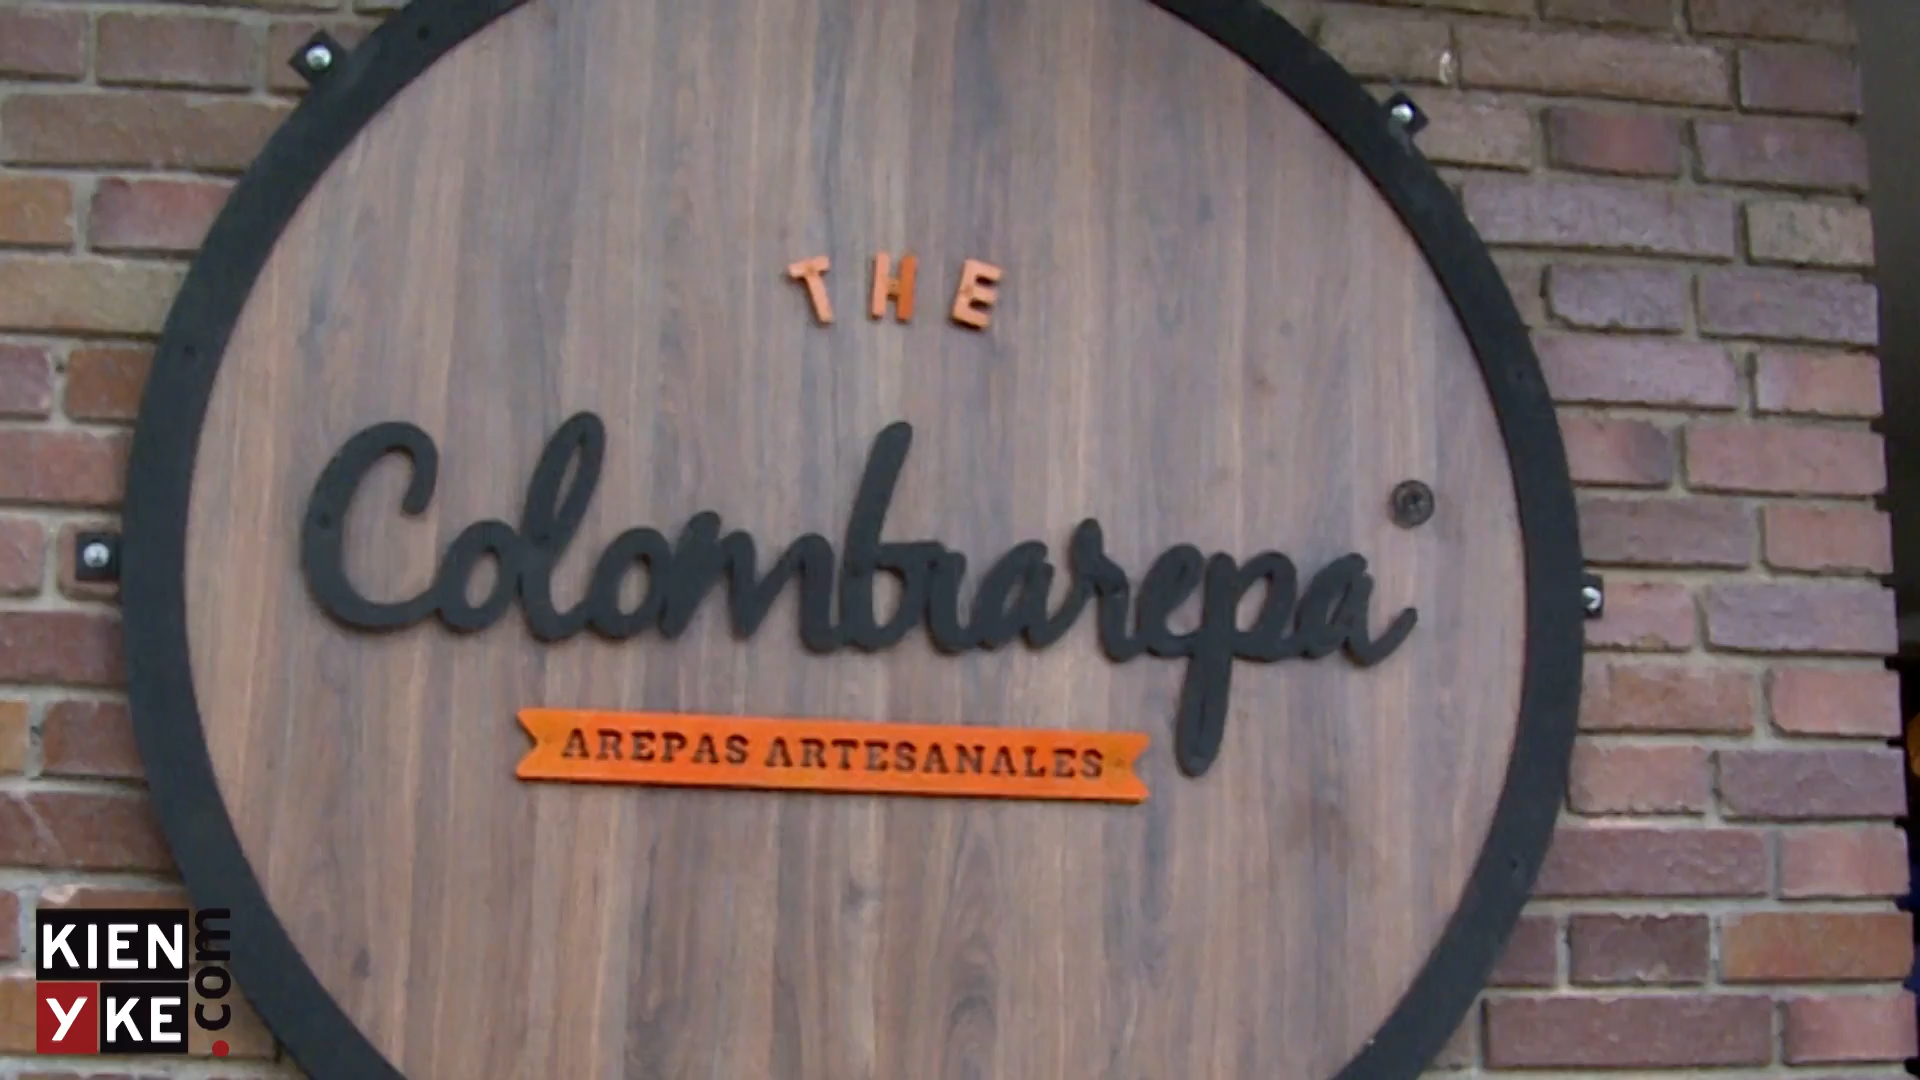 THE
Colombiarepa
AREPAS ARTESANALES
KIEN
YKE
.com